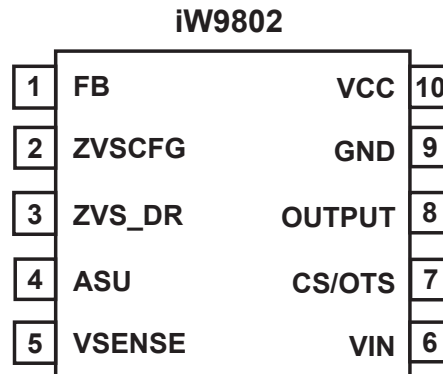 iW9802
1 FB VCC 10
2 ZVSCFG GND 9
3 ZVS_DR OUTPUT 8
4 ASU CS/OTS 7
5 VSENSE VIN 6